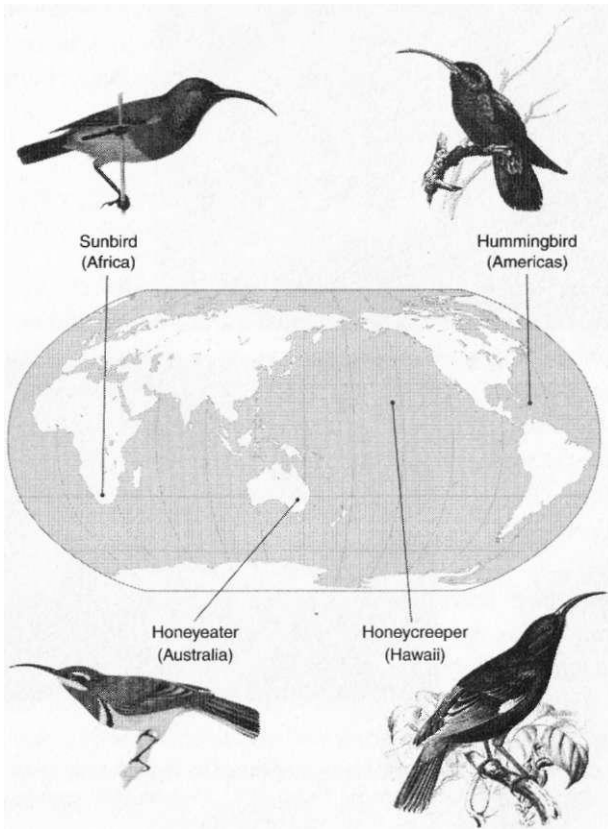 Sunbird
(Africa)
Hummingbird
(Americas)
Honeyeater
(Australia)
Honeycreeper
(Hawaii)